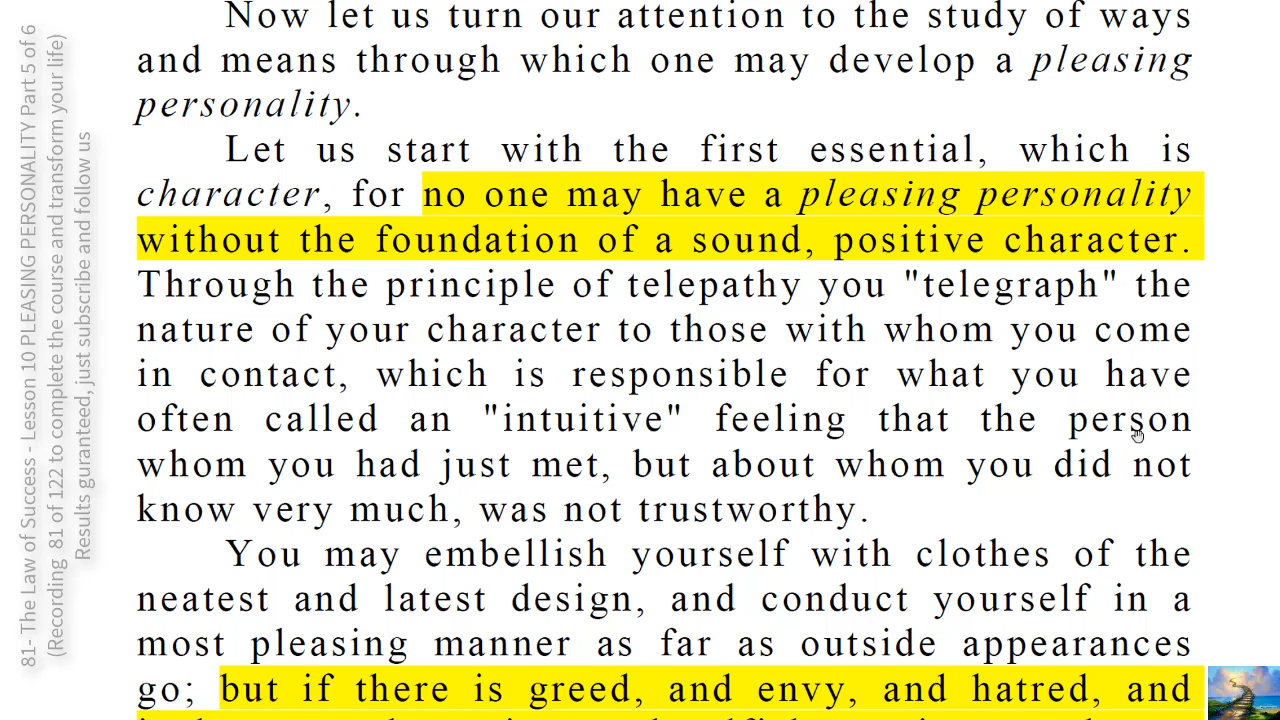 Now let us turn our attention to the study of ways
and means through which one may develop a pleasing
personality.
Let us start with the first essential, which is
character, for no one may have a pleasing personality
without the foundation of a sound, positive character.
Through the principle of telepathy you "telegraph" the
nature of your character to those with whom you come
in contact, which is responsible for what you have
often called an "intuitive" feeling that the person
whom you had just met, but about whom you did not
know very much, was not trustworthy.
You may embellish yourself with clothes of the
neatest and latest design, and conduct yourself in a
most pleasing manner as far as outside appearances
go; but if there is greed, and envy, and hatred, and
81- The Law of Success - Lesson 10 PLEASING PERSONALITY Part 5 of 6
(Recording 81 of 122 to complete the course and transform your life)
Results guranteed, just subscribe and follow us